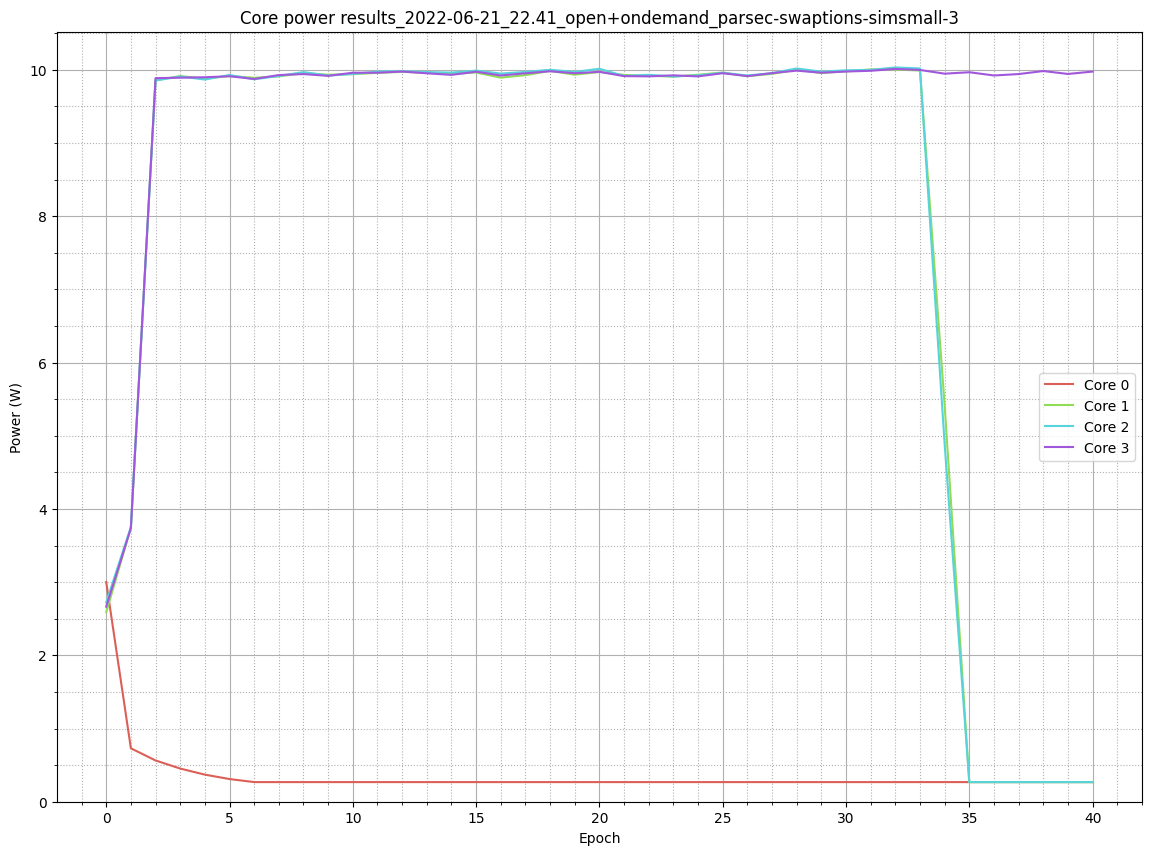 Core power results_2022-06-21_22.41_open+ondemand_parsec-swaptions-simsmall-3
10
8
6
4
2
0
Power (W)
Core 0
Core 1
Core 2
Core 3
0 5 10 15 20 25 30 35 40
Epoch